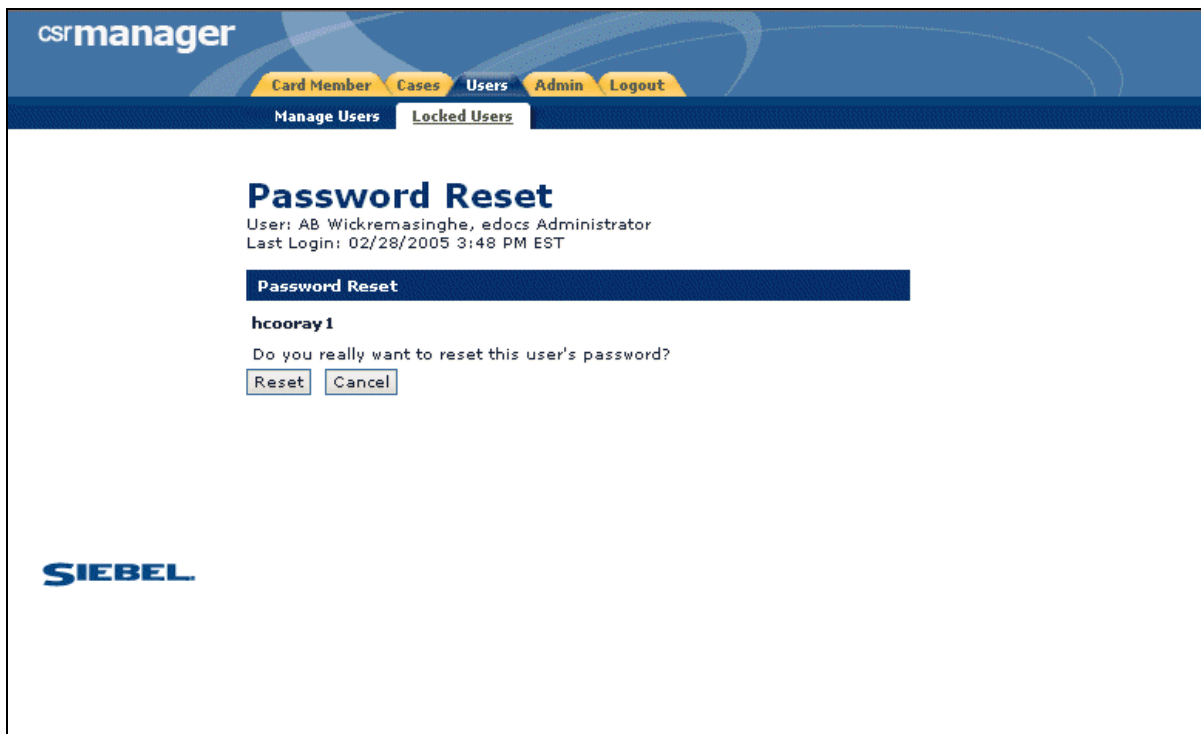 csrmanager
Card Member Cases Users Admin Logout
Manage Users Locked Users
Password Reset
User: AB Wickremasinghe, edocs Administrator
Last Login: 02/28/2005 3:48 PM EST
Password Reset
hcooray1
Do you really want to reset this user's password?
Reset Cancel
SIEBEL.